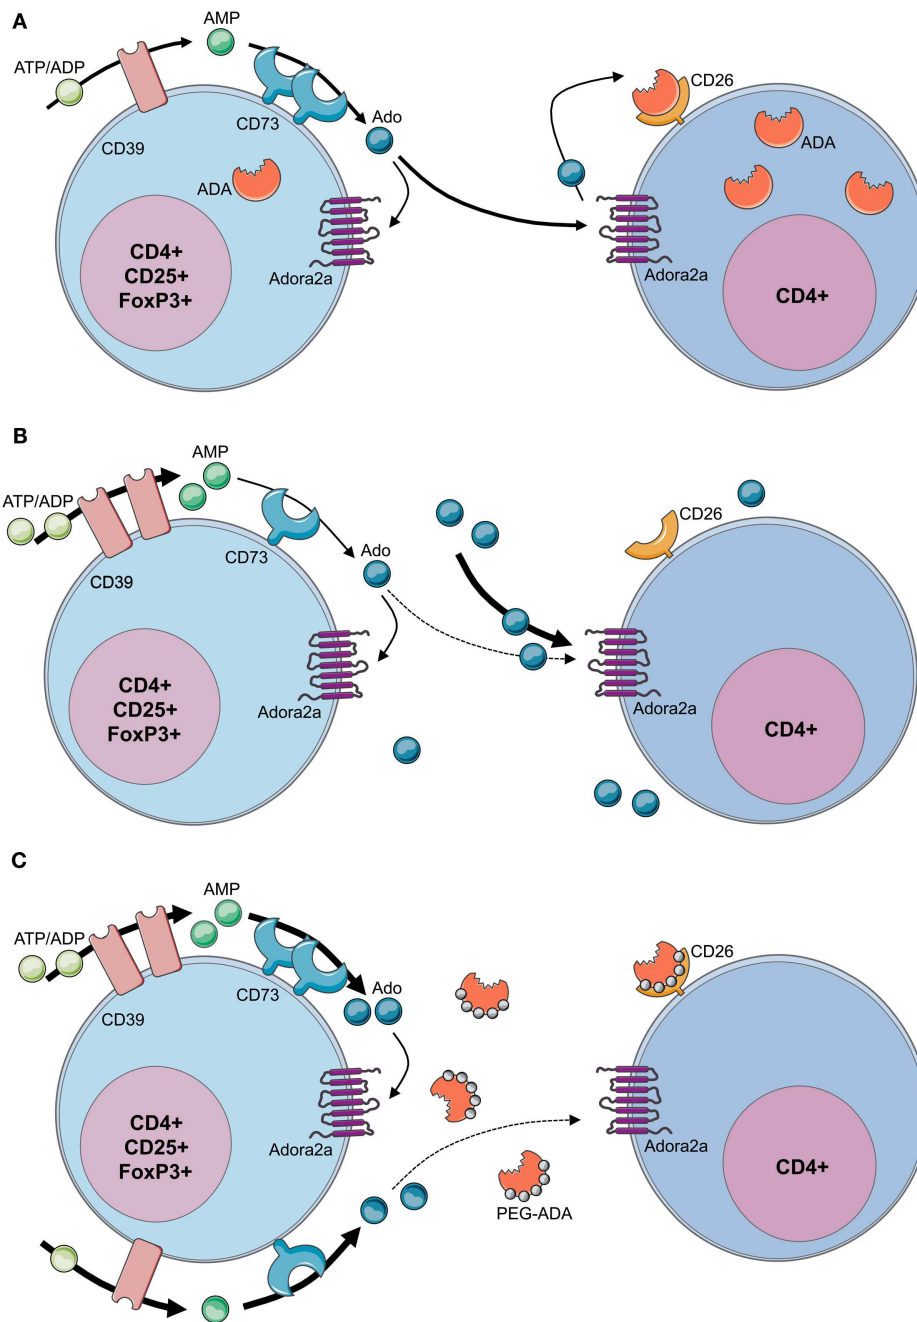 A
AMP
ATP/ADP
CD26
CD73
Ado
CD39
ADA
ADA
CD4+
CD25+
FoxP3+
Adora2a
Adora2a
CD4+
B
AMP
ATP/ADP
CD26
CD73
Ado
CD39
CD4+
CD25+
FoxP3+
Adora2a
Adora2a
CD4+
C
AMP
ATP/ADP
CD26
CD73
Ado
CD39
CD4+
CD25+
FoxP3+
Adora2a
Adora2a
CD4+
PEG-ADA